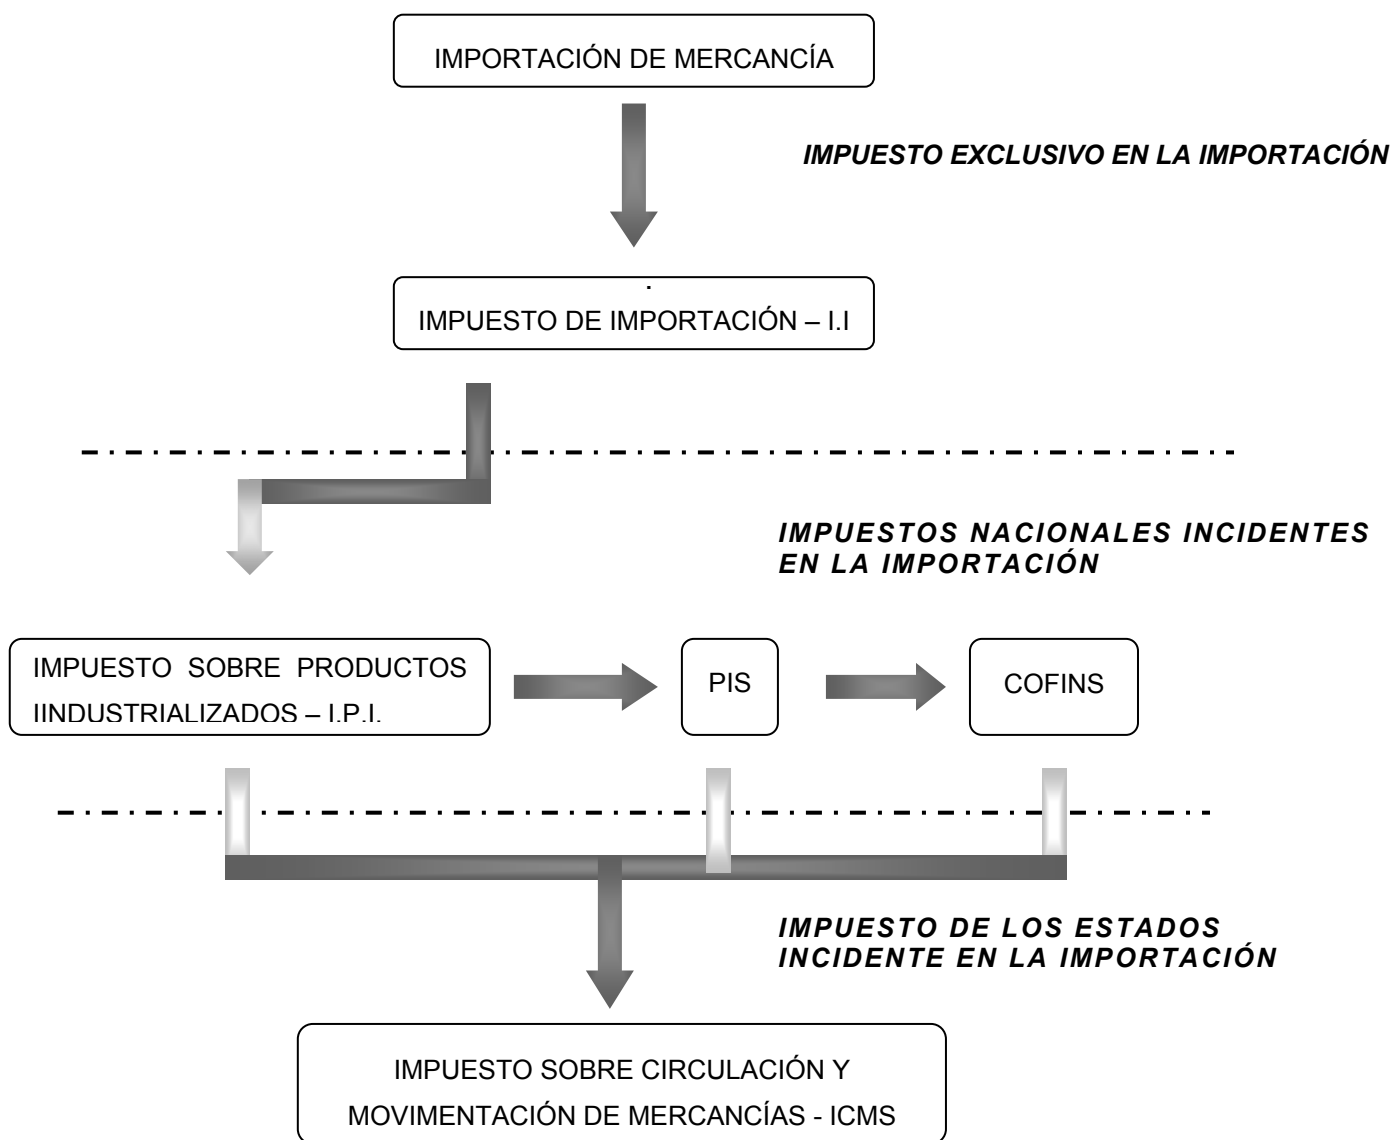 IMPORTACIÓN DE MERCANCÍA
IMPUESTO EXCLUSIVO EN LA IMPORTACIÓN
.
IMPUESTO DE IMPORTACIÓN – I.I
IMPUESTOS NACIONALES INCIDENTES
EN LA IMPORTACIÓN
IMPUESTO SOBRE PRODUCTOS
IINDUSTRIALIZADOS – I.P.I.
PIS
COFINS
IMPUESTO DE LOS ESTADOS
INCIDENTE EN LA IMPORTACIÓN
IMPUESTO SOBRE CIRCULACIÓN Y
MOVIMENTACIÓN DE MERCANCÍAS - ICMS